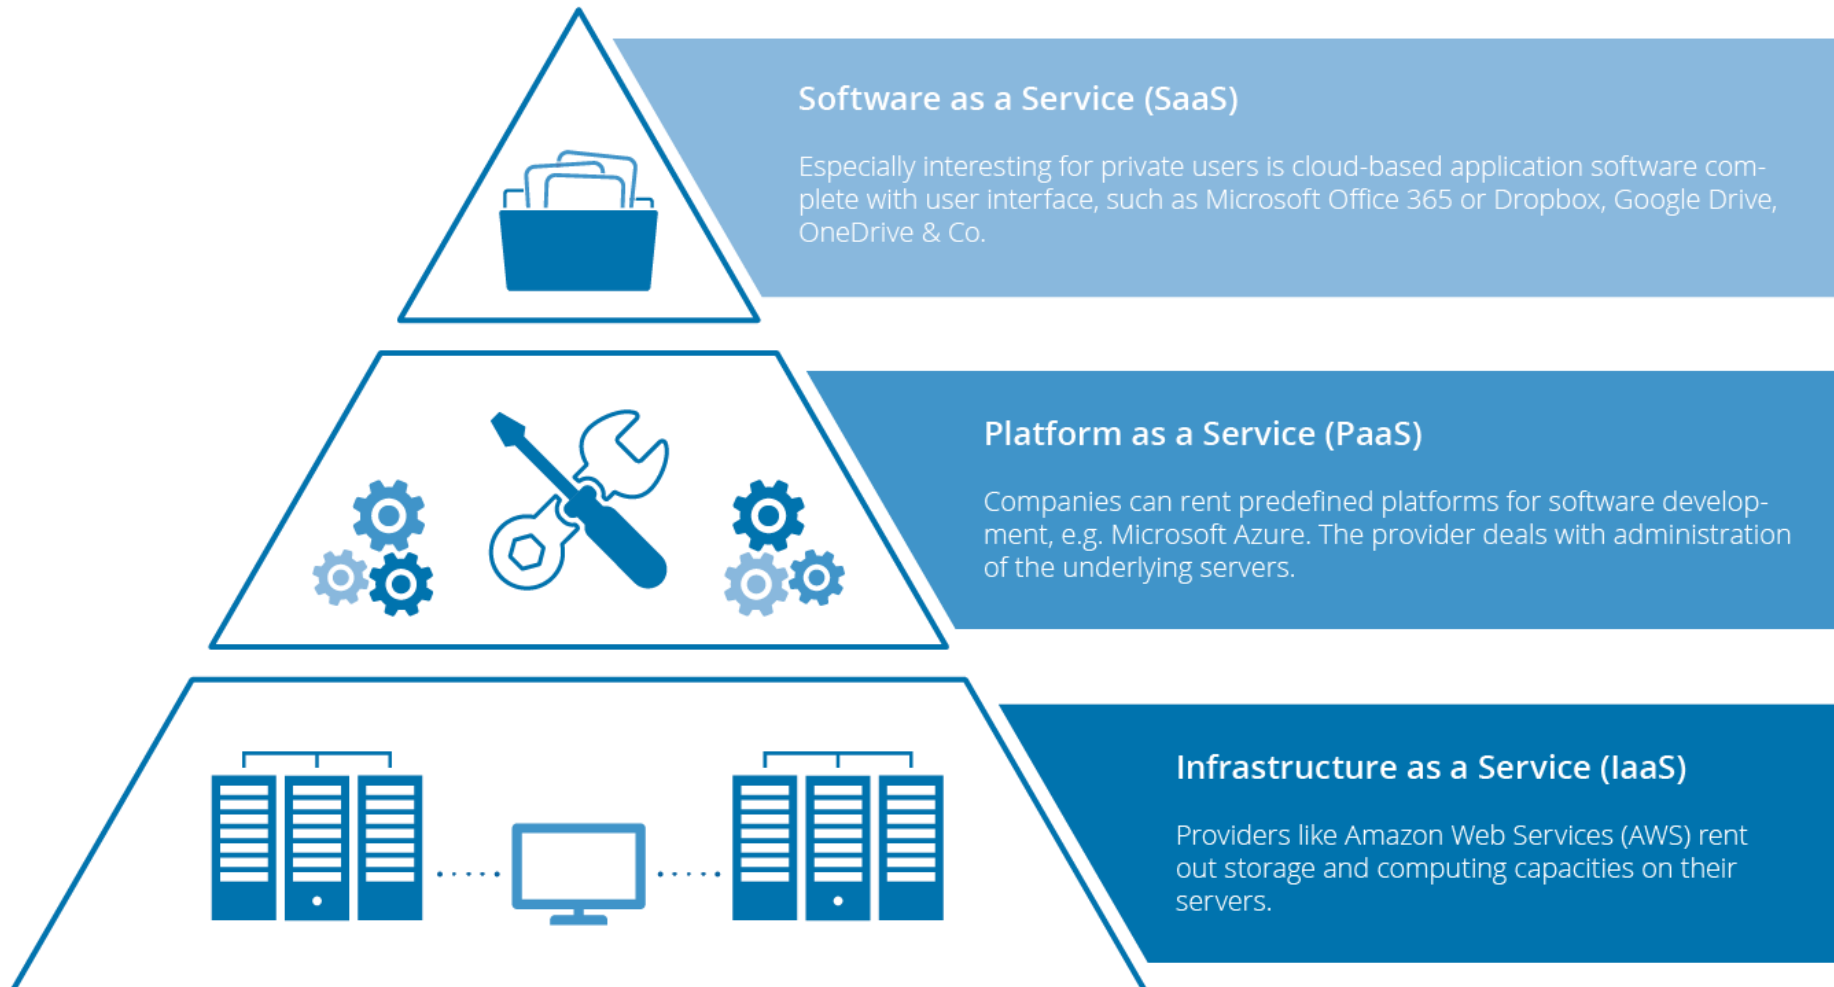 Software as a Service (SaaS)
Especially interesting for private users is cloud-based application software com-
plete with user interface, such as Microsoft Office 365 or Dropbox, Google Drive,
OneDrive & Co.
Platform as a Service (PaaS)
Companies can rent predefined platforms for software develop-
ment, e.g. Microsoft Azure. The provider deals with administration
of the underlying servers.
Infrastructure as a Service (IaaS)
Providers like Amazon Web Services (AWS) rent
out storage and computing capacities on their
servers.